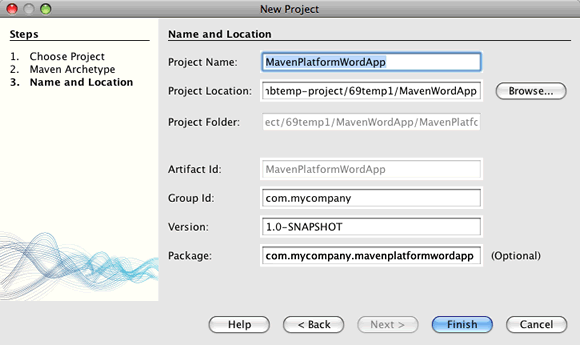 New Project
Steps
1. Choose Project
2. Maven Archetype
3. Name and Location
Name and Location
Project Name: MavenPlatformWordApp
Project Location: nbtemp-project/69temp1/MavenWordApp Browse...
Project Folder: ect/69temp1/MavenWordApp/MavenPlatfc
Artifact Id: MavenPlatformWordApp
Group Id: com.mycompany
Version: 1.0-SNAPSHOT
Package: com.mycompany.mavenplatformwordapp (Optional)
Help < Back Next > Finish Cancel